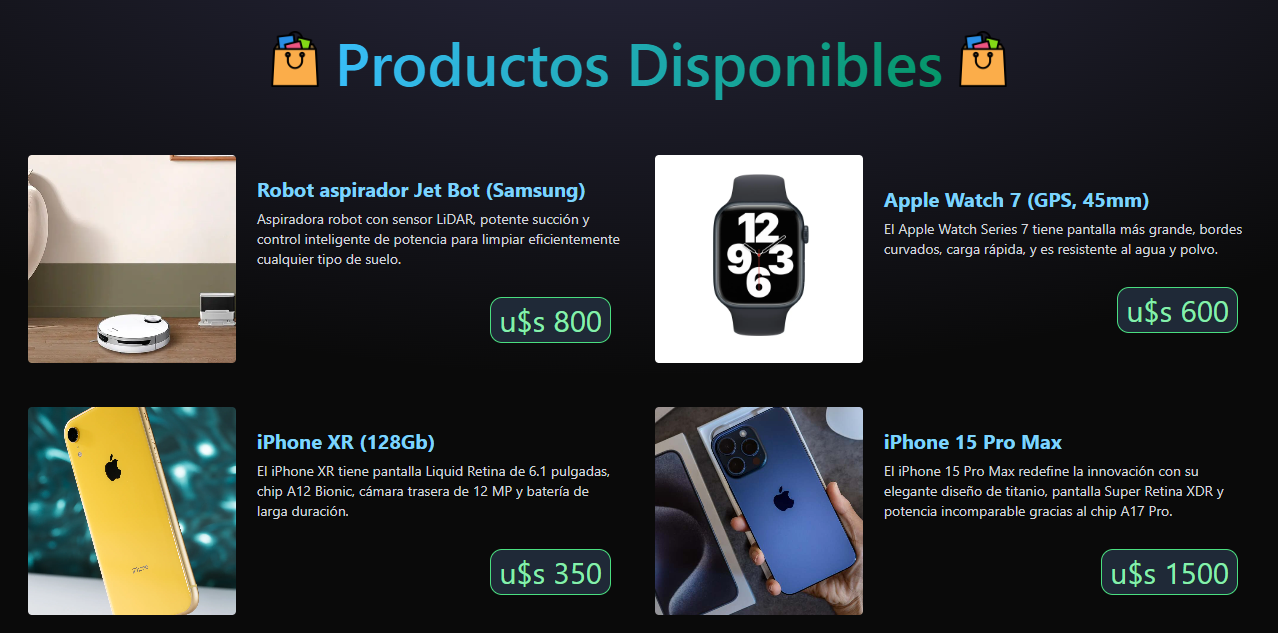 Productos Disponibles
Robot aspirador Jet Bot (Samsung)
Aspiradora robot con sensor LiDAR, potente succión y
control inteligente de potencia para limpiar eficientemente
cualquier tipo de suelo.
u$s 800
12
9 3
6
Apple Watch 7 (GPS, 45mm)
El Apple Watch Series 7 tiene pantalla más grande, bordes
curvados, carga rápida, y es resistente al agua y polvo.
u$s 600
iPhone
iPhone XR (128Gb)
El iPhone XR tiene pantalla Liquid Retina de 6.1 pulgadas,
chip A12 Bionic, cámara trasera de 12 MP y batería de
larga duración.
u$s 350
iPhone 15 Pro Max
El iPhone 15 Pro Max redefine la innovación con su
elegante diseño de titanio, pantalla Super Retina XDR y
potencia incomparable gracias al chip A17 Pro.
u$s 1500